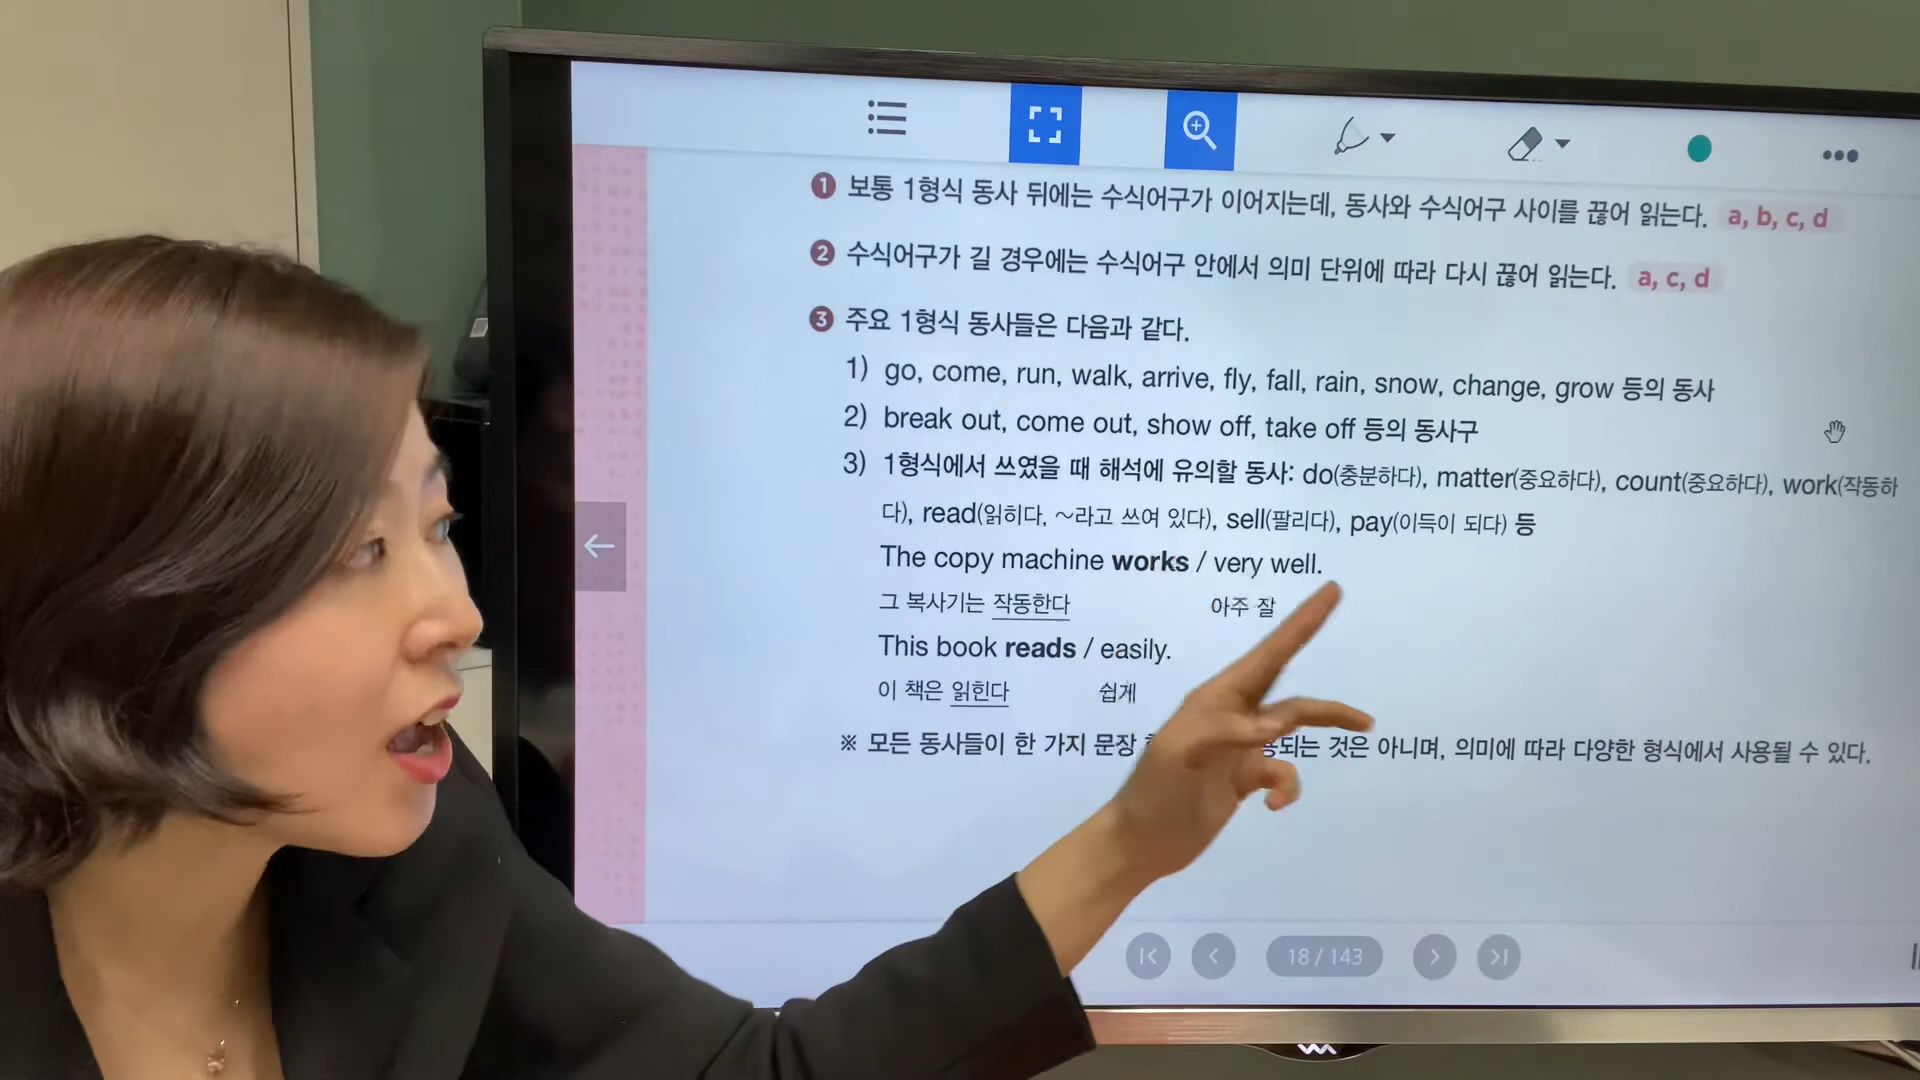 1 보통 1형식 동사 뒤에는 수식어구가 이어지는데, 동사와 수식어구 사이를 끊어 읽는다. a, b, c, d
2 수식어구가 길 경우에는 수식어구 안에서 의미 단위에 따라 다시 끊어 읽는다. a, c, d
3 주요 1형식 동사들은 다음과 같다.
1) go, come, run, walk, arrive, fly, fall, rain, snow, change, grow 등의 동사
2) break out, come out, show off, take off 등의 동사구
3) 1형식에서 쓰였을 때 해석에 유의할 동사: do(충분하다), matter(중요하다), count(중요하다), work(작동하
다), read(읽히다, ~라고 쓰여 있다), sell(팔리다), pay(이득이 되다) 등
The copy machine works / very well.
그 복사기는 작동한다 아주 잘
This book reads / easily.
이 책은 읽힌다 쉽게
※ 모든 동사들이 한 가지 문장 것은 아니며, 의미에 따라 다양한 형식에서 사용될 수 있다.
18 / 143